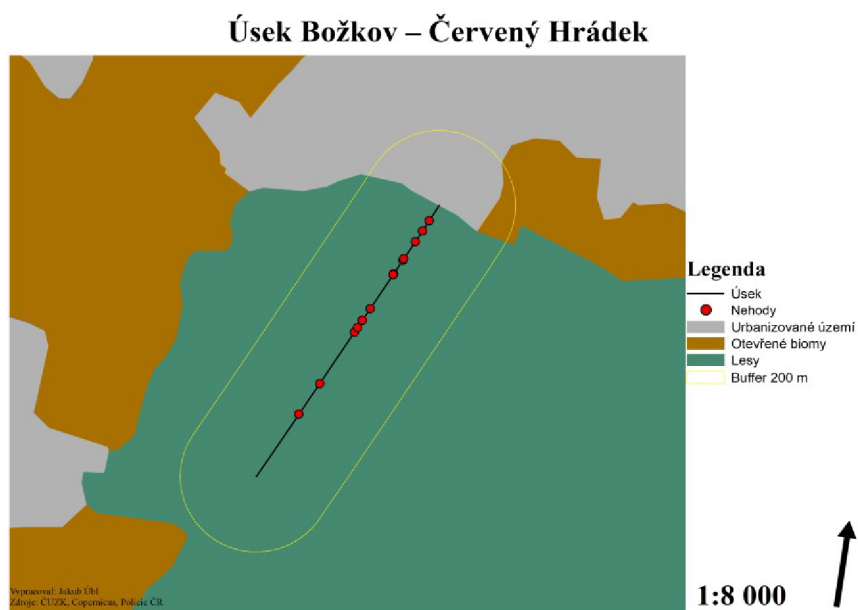 Úsek Božkov – Červený Hrádek
Legenda
Úsek
Nehody
Urbanizované území
Otevřené biomy
Lesy
Buffer 200 m
Vypracoval: Jakub Übl
Zdroje: ČUZK, Copernicus, Policie ČR
1:8 000